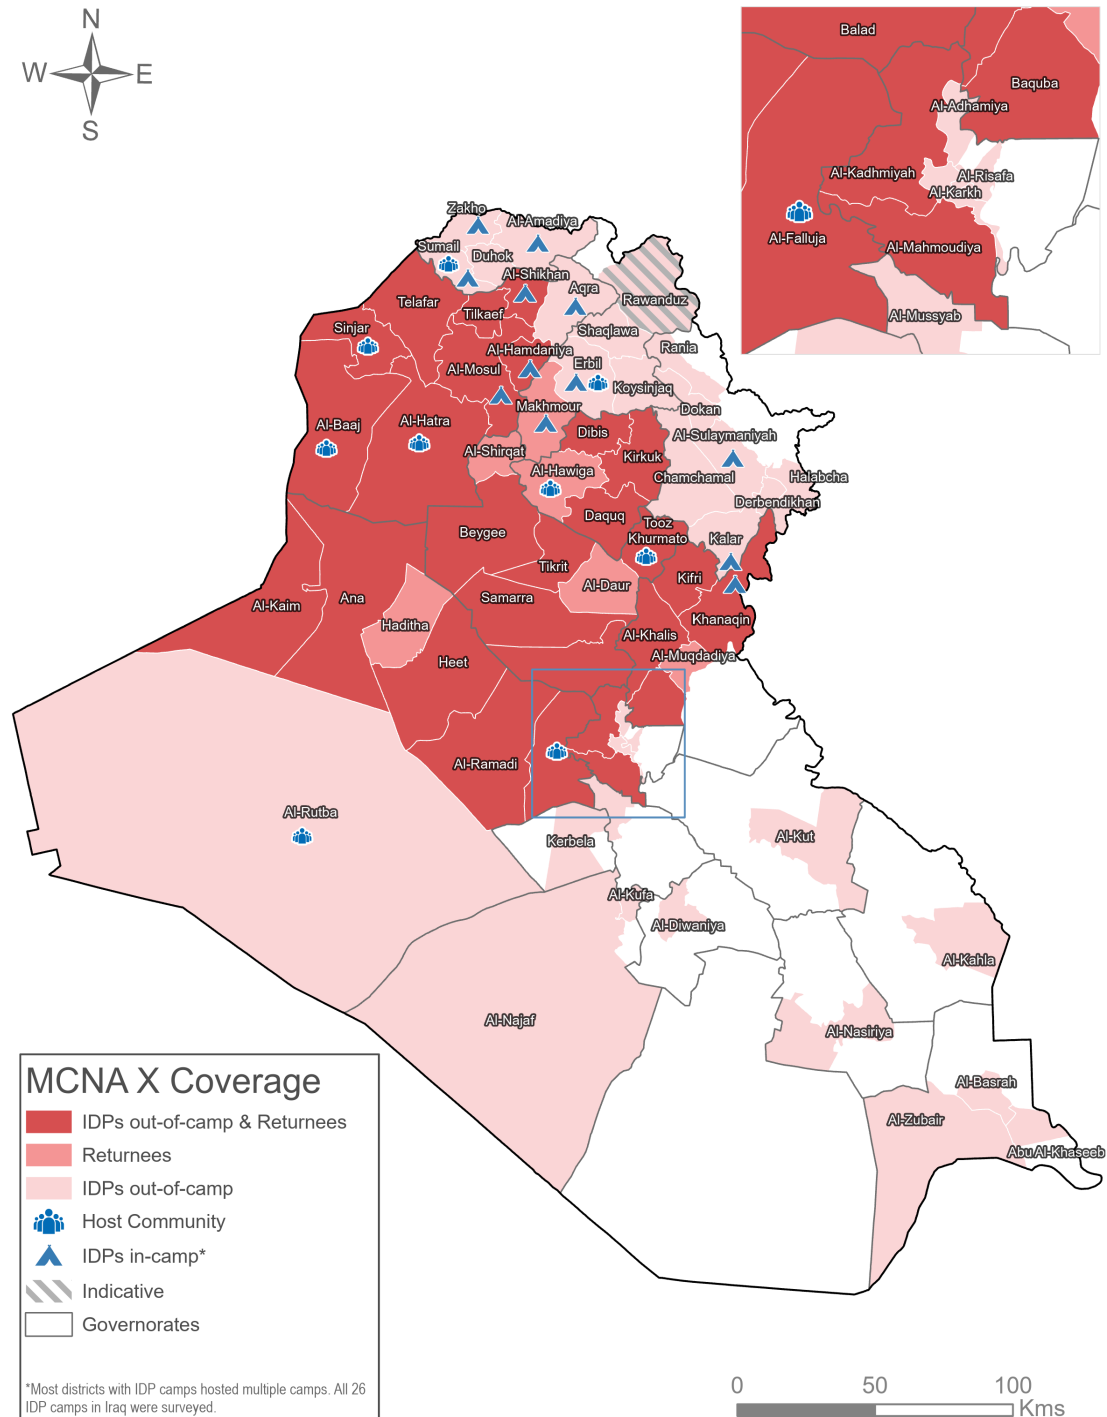 N
W E
S
Balad
Baquba
Al-Adhamiya
Al-Kadhmiyah
Al-Risafa
Al-Karkh
Al-Falluja
Al-Mahmoudiya
Al-Mussyab
Zakho
Al-Amadiya
Sumail
Duhok
Al-Shikhan
Aqra
Rawanduz
Telafar
Tilkaef
Sinjar
Shaqlawa
Rania
Al-Hamdaniya
Al-Mosul
Erbil
Koysinjaq
Makhmour
Dokan
Al-Baaj
Al-Hatra
Dibis
Al-Sulaymaniyah
Al-Shirqat
Kirkuk
Al-Hawiga
Chamchamal
Halabcha
Derbendikhan
Daquq
Tooz
Khurmato
Beygee
Kalar
Tikrit
Al-Daur
Kifri
Al-Kaim
Ana
Samarra
Haditha
Khanaqin
Al-Khalis
Heet
Al-Muqdadiya
Al-Ramadi
Al-Rutba
Kerbela
Al-Kut
Al-Kufa
Al-Diwaniya
Al-Kahla
Al-Najaf
Al-Nasiriya
Al-Basrah
Al-Zubair
Abu Al-Khaseeb
MCNA X Coverage
IDPs out-of-camp & Returnees
Returnees
IDPs out-of-camp
Host Community
IDPs in-camp*
Indicative
Governorates
*Most districts with IDP camps hosted multiple camps. All 26
IDP camps in Iraq were surveyed.
0 50 100
Kms